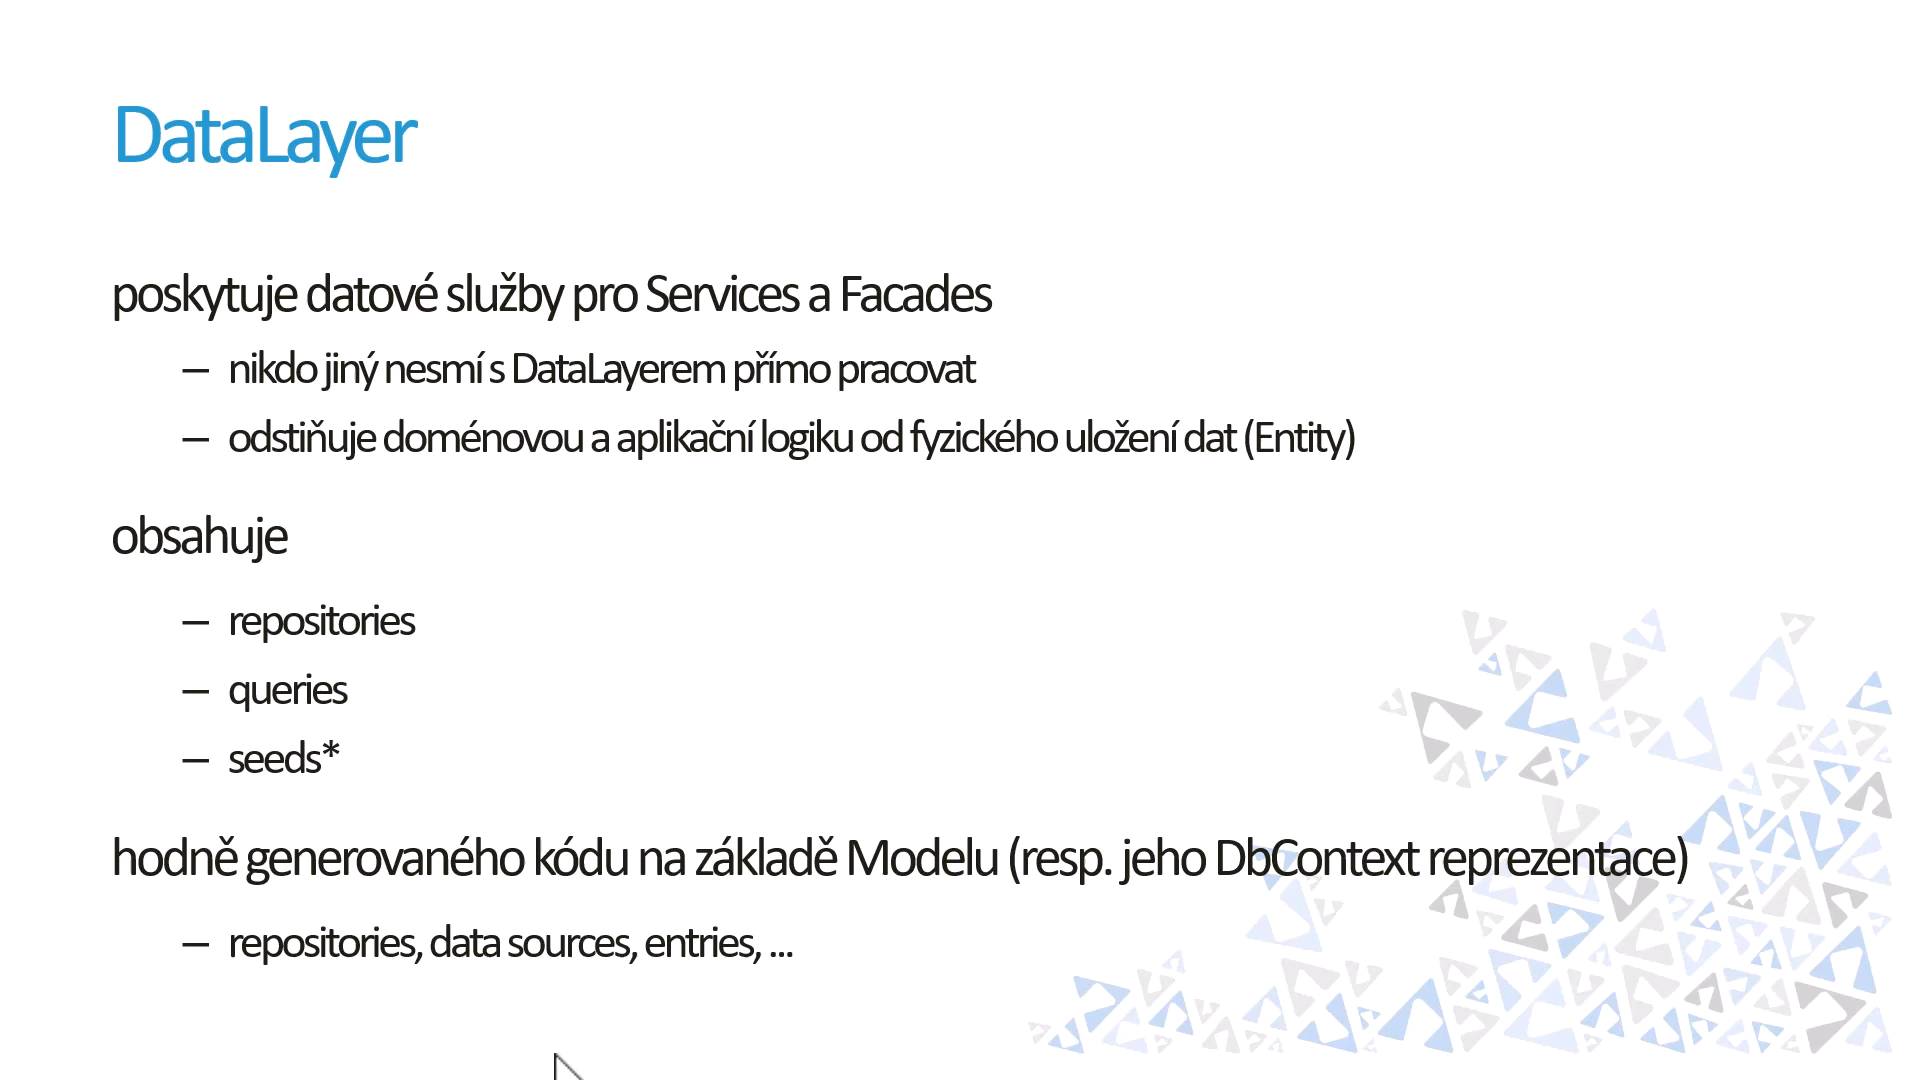 DataLayer
poskytuje datové služby pro Services a Facades
– nikdo jiný nesmí s DataLayerem přímo pracovat
– odstiňuje doménovou a aplikační logiku od fyzického uložení dat (Entity)
obsahuje
– repositories
– queries
– seeds*
hodně generovaného kódu na základě Modelu (resp. jeho DbContext reprezentace)
– repositories, data sources, entries, ...